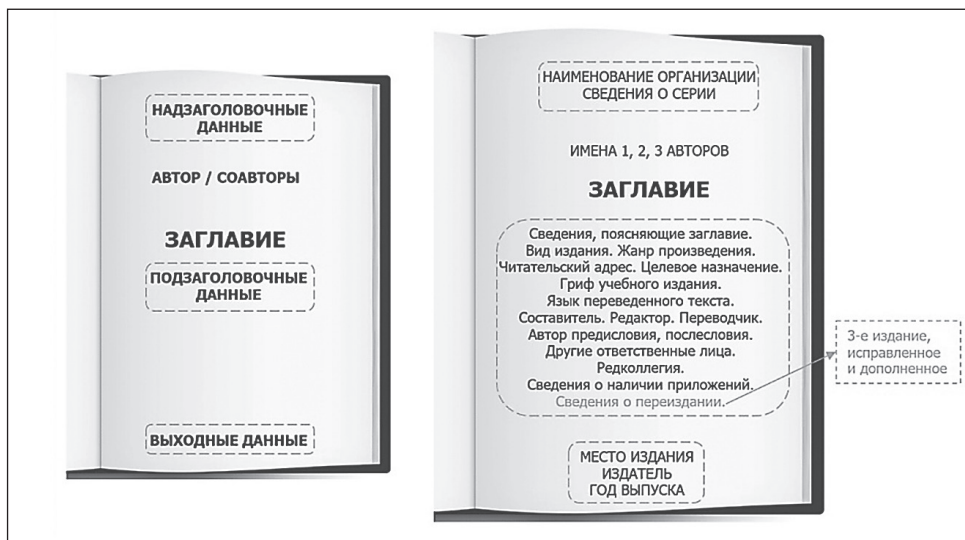 НАДЗАГОЛОВОЧНЫЕ
ДАННЫЕ
АВТОР / СОАВТОРЫ
ЗАГЛАВИЕ
ПОДЗАГОЛОВОЧНЫЕ
ДАННЫЕ
ВЫХОДНЫЕ ДАННЫЕ
НАИМЕНОВАНИЕ ОРГАНИЗАЦИИ
СВЕДЕНИЯ О СЕРИИ
ИМЕНА 1, 2, 3 АВТОРОВ
ЗАГЛАВИЕ
Сведения, поясняющие заглавие.
Вид издания. Жанр произведения.
Читательский адрес. Целевое назначение.
Гриф учебного издания.
Язык переведенного текста.
Составитель. Редактор. Переводчик.
Автор предисловия, послесловия.
Другие ответственные лица.
Редколлегия.
Сведения о наличии приложений.
Сведения о переиздании.
3-е издание,
исправленное
и дополненное
МЕСТО ИЗДАНИЯ
ИЗДАТЕЛЬ
ГОД ВЫПУСКА